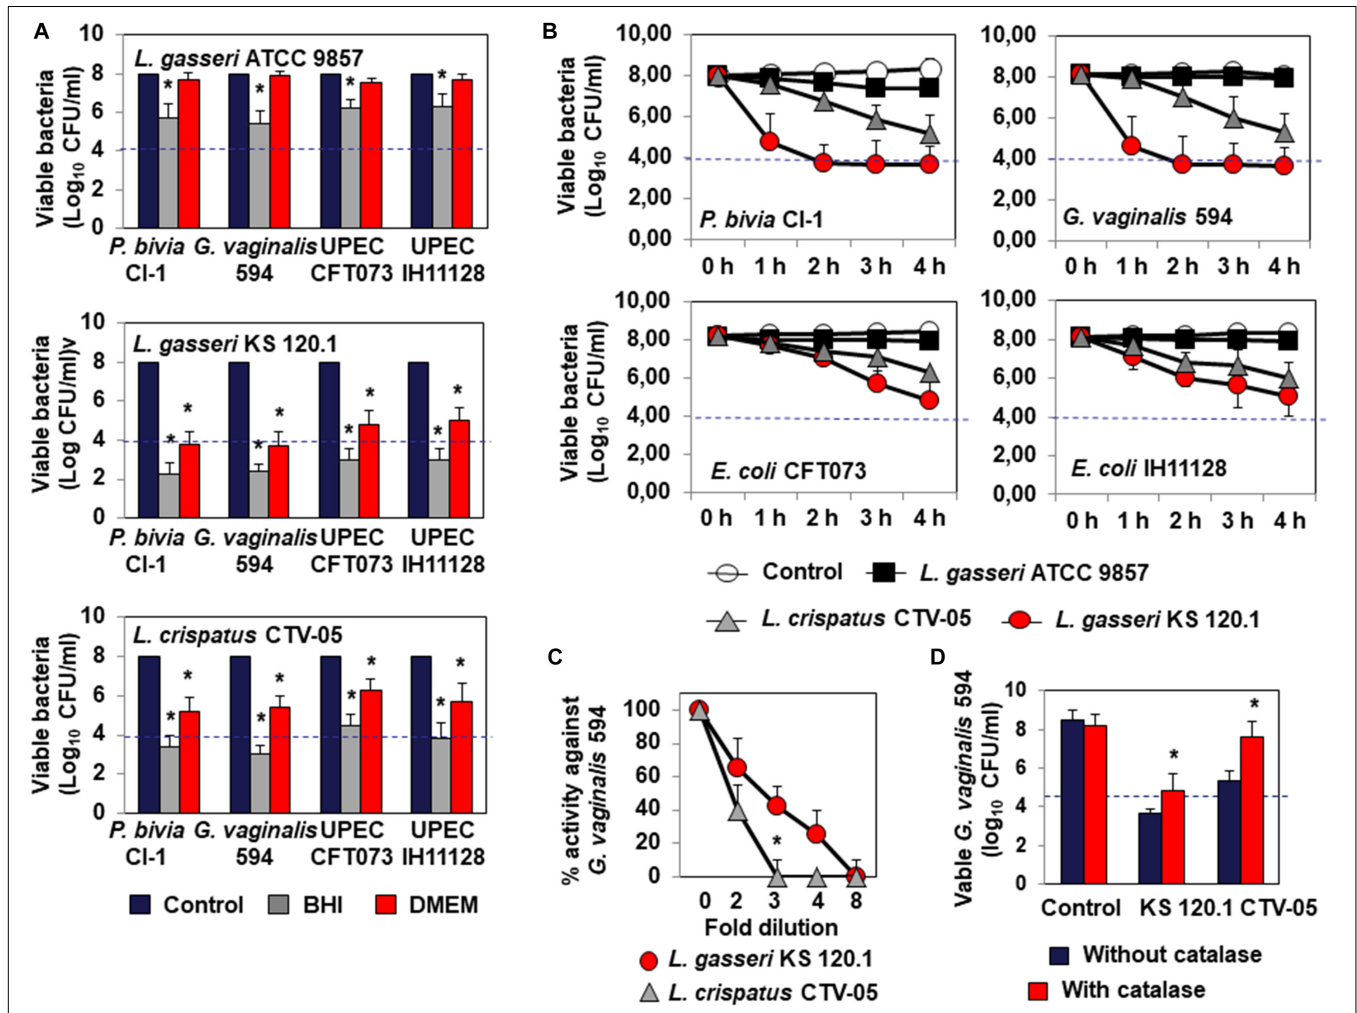 A
10
8
6
4
2
0
Viable bacteria
(Log10 CFU/ml)
L. gasseri ATCC 9857
* * * *
P. bivia G. vaginalis UPEC UPEC
CI-1 594 CFT073 IH11128
10
8
6
4
2
0
Viable bacteria
(Log CFU/ml)v
L. gasseri KS 120.1
* * * * * * * *
P. bivia G. vaginalis UPEC UPEC
CI-1 594 CFT073 IH11128
10
8
6
4
2
0
Viable bacteria
(Log10 CFU/ml)
L. crispatus CTV-05
* * * * * * * *
P. bivia G. vaginalis UPEC UPEC
CI-1 594 CFT073 IH11128
Control BHI DMEM
B
10,00
8,00
6,00
4,00
2,00
0,00
Viable bacteria
(Log10 CFU/ml)
P. bivia CI-1
0 h 1 h 2 h 3 h 4 h
10,00
8,00
6,00
4,00
2,00
0,00
G. vaginalis 594
0 h 1 h 2 h 3 h 4 h
10,00
8,00
6,00
4,00
2,00
0,00
Viable bacteria
(Log10 CFU/ml)
E. coli CFT073
0 h 1 h 2 h 3 h 4 h
10,00
8,00
6,00
4,00
2,00
0,00
E. coli IH11128
0 h 1 h 2 h 3 h 4 h
Control L. gasseri ATCC 9857
L. crispatus CTV-05 L. gasseri KS 120.1
C
100
80
60
40
20
0
% activity against
G. vaginalis 594
*
0 2 3 4 8
Fold dilution
L. gasseri KS 120.1
L. crispatus CTV-05
D
10
8
6
4
2
0
Vable G. vaginalis 594
(log10 CFU/ml)
* *
Control KS 120.1 CTV-05
Without catalase
With catalase